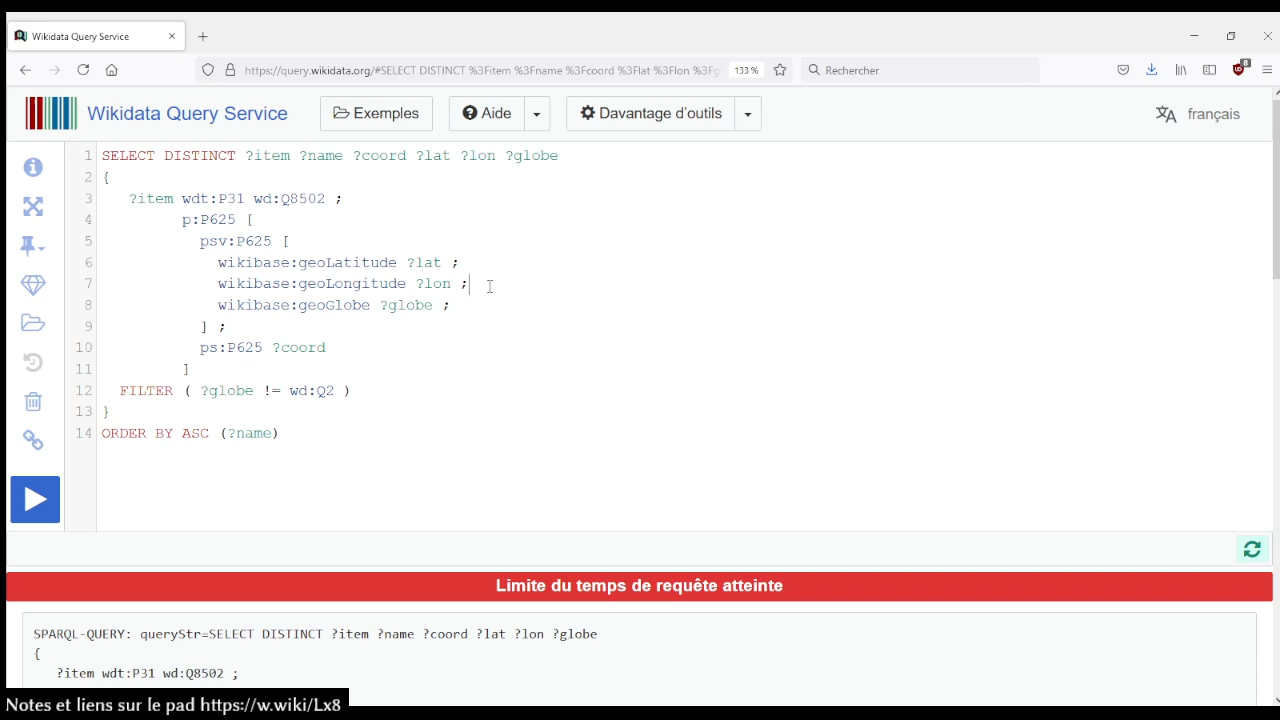 Wikidata Query Service
https://query.wikidata.org/#SELECT DISTINCT %3Fitem %3Fname %3Fcoord %3Flat %3Flon %3Fg
133 %
Rechercher
8
Wikidata Query Service
Exemples
Aide
Davantage d'outils
français
1 SELECT DISTINCT ?item ?name ?coord ?lat ?lon ?globe
2 {
3 ?item wdt:P31 wd:Q8502 ;
4 p:P625 [
5 psv:P625 [
6 wikibase:geoLatitude ?lat ;
7 wikibase:geoLongitude ?lon ;
8 wikibase:geoGlobe ?globe ;
9 ] ;
10 ps:P625 ?coord
11 ]
12 FILTER ( ?globe != wd:Q2 )
13 }
14 ORDER BY ASC (?name)
Limite du temps de requête atteinte
SPARQL-QUERY: queryStr=SELECT DISTINCT ?item ?name ?coord ?lat ?lon ?globe
{
?item wdt:P31 wd:Q8502 ;
Notes et liens sur le pad https://w.wiki/Lx8